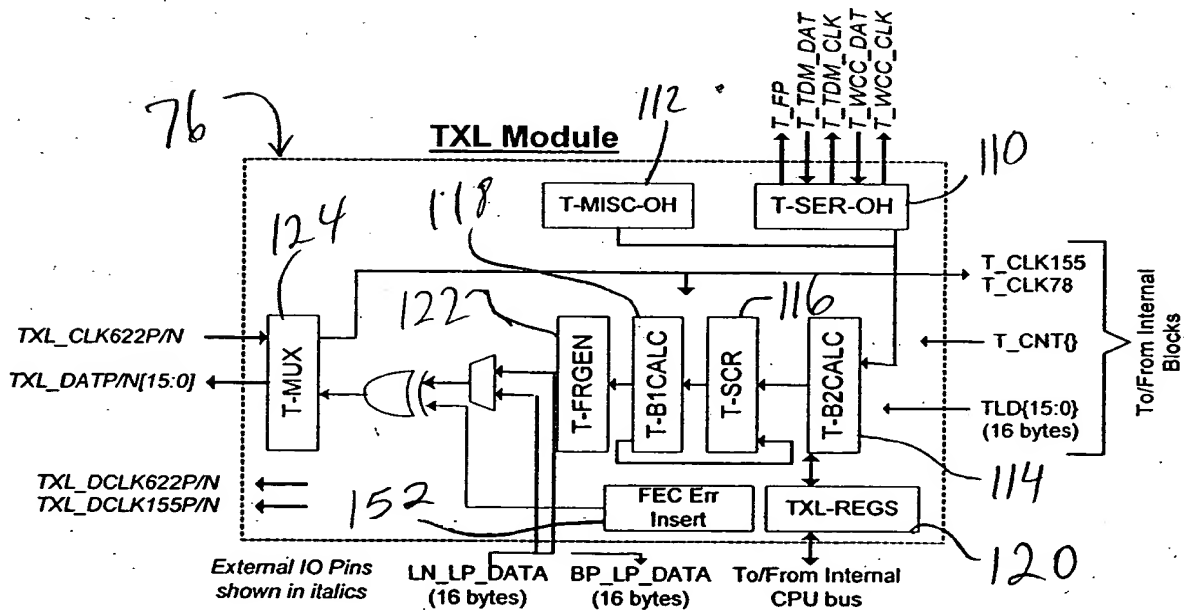 T_FP
T_TDM_DAT
T_TDM_CLK
T_WCC_DAT
T_WCC_CLK
76
112
TXL Module
110
T-MISC-OH
T-SER-OH
118
124
T_CLK155
T_CLK78
116
122
TXL_CLK622P/N
T_CNT{}
To/From Internal
Blocks
TXL_DATP/N[15:0]
T-MUX
T-FRGEN
T-B1CALC
T-SCR
T-B2CALC
TLD{15:0}
(16 bytes)
TXL_DCLK622P/N
TXL_DCLK155P/N
152
FEC Err
Insert
TXL-REGS
114
120
External IO Pins
shown in italics
LN_LP_DATA
(16 bytes)
BP_LP_DATA
(16 bytes)
To/From Internal
CPU bus